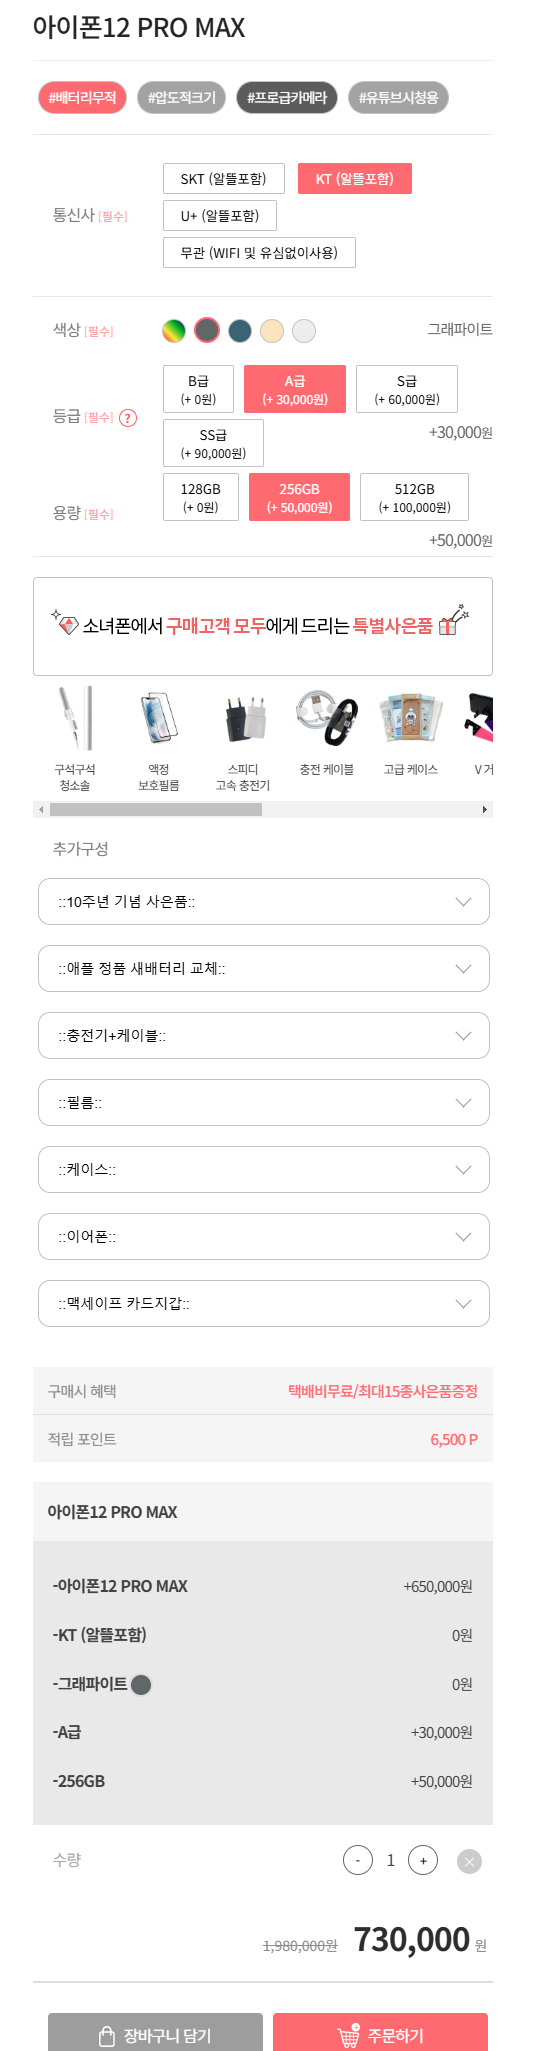 아이폰12 PRO MAX
#배터리무적 #압도적크기 #프로급카메라 #유튜브시청용
통신사 [필수]
SKT (알뜰포함) KT (알뜰포함)
U+ (알뜰포함)
무관 (WIFI 및 유심없이사용)
색상 [필수] 그래파이트
등급 [필수] ?
B급 A급 S급
(+ 0원) (+ 30,000원) (+ 60,000원)
SS급
(+ 90,000원)
+30,000원
용량 [필수]
128GB 256GB 512GB
(+ 0원) (+ 50,000원) (+ 100,000원)
+50,000원
소녀폰에서 구매고객 모두에게 드리는 특별사은품
구석구석 청소솔
액정 보호필름
스피디 고속 충전기
충전 케이블
고급 케이스
V 거
추가구성
::10주년 기념 사은품::
::애플 정품 새배터리 교체::
::충전기+케이블::
::필름::
::케이스::
::이어폰::
::맥세이프 카드지갑::
구매시 혜택 택배비무료/최대15종사은품증정
적립 포인트 6,500 P
아이폰12 PRO MAX
-아이폰12 PRO MAX +650,000원
-KT (알뜰포함) 0원
-그래파이트 0원
-A급 +30,000원
-256GB +50,000원
수량 - 1 +
1,980,000원 730,000 원
장바구니 담기 주문하기